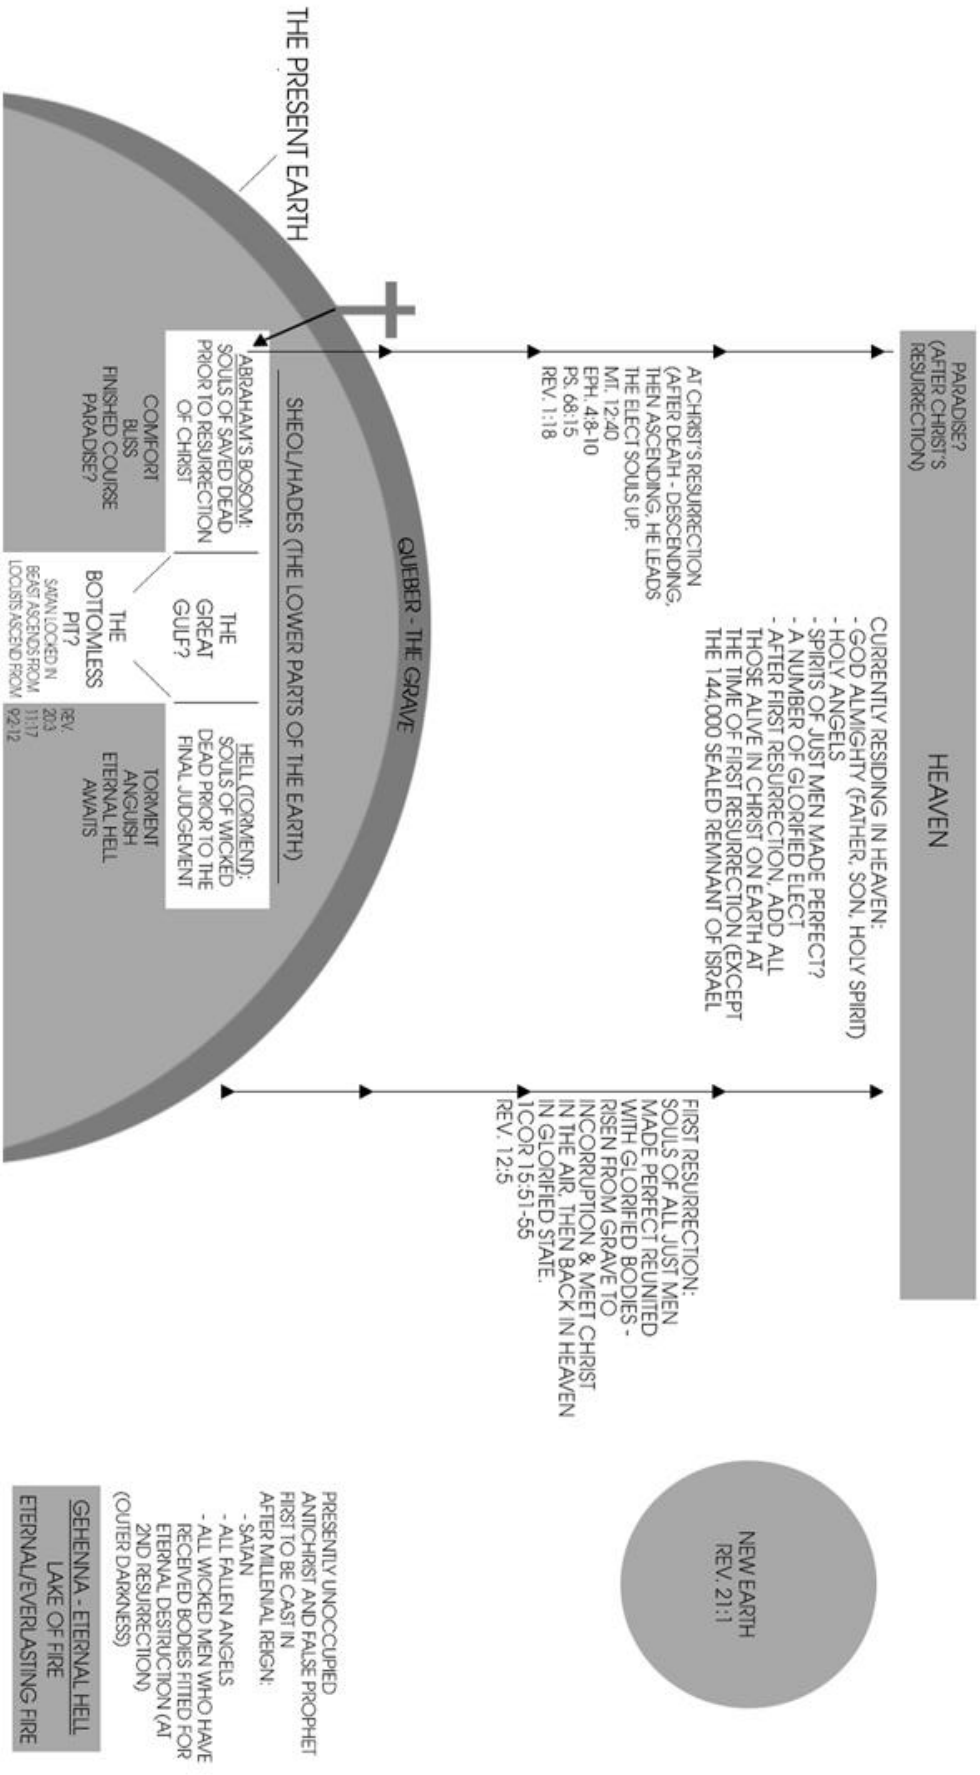 HEAVEN
PARADISE?
(AFTER CHRIST'S
RESURRECTION)
CURRENTLY RESIDING IN HEAVEN:
- GOD ALMIGHTY (FATHER, SON, HOLY SPIRIT)
- HOLY ANGELS
- SPIRITS OF JUST MEN MADE PERFECT?
- A NUMBER OF GLORIFIED ELECT
- AFTER FIRST RESURRECTION, ADD ALL
THOSE ALIVE IN CHRIST ON EARTH AT
THE TIME OF FIRST RESURRECTION (EXCEPT
THE 144,000 SEALED REMNANT OF ISRAEL
AT CHRIST'S RESURRECTION
(AFTER DEATH - DESCENDING,
THEN ASCENDING, HE LEADS
THE ELECT SOULS UP.
MT. 12:40
EPH. 4:8-10
PS. 68:15
REV. 1:18
FIRST RESURRECTION:
SOULS OF ALL JUST MEN
MADE PERFECT REUNITED
WITH GLORIFIED BODIES -
RISEN FROM GRAVE TO
INCORRUPTION & MEET CHRIST
IN THE AIR, THEN BACK IN HEAVEN
IN GLORIFIED STATE.
1COR 15:51-55
REV. 12:5
NEW EARTH
REV. 21:1
THE PRESENT EARTH
QUEBER - THE GRAVE
SHEOL/HADES (THE LOWER PARTS OF THE EARTH)
ABRAHAM'S BOSOM:
SOULS OF SAVED DEAD
PRIOR TO RESURRECTION
OF CHRIST
COMFORT
BLISS
FINISHED COURSE
PARADISE?
THE
GREAT
GULF?
THE
BOTTOMLESS
PIT?
SATAN LOCKED IN
BEAST ASCENDS FROM
LOCUSTS ASCEND FROM
REV.
20:3
11:17
9:2-12
HELL (TORMENT):
SOULS OF WICKED
DEAD PRIOR TO THE
FINAL JUDGEMENT
TORMENT
ANGUISH
ETERNAL HELL
AWAITS
PRESENTLY UNOCCUPIED
ANTICHRIST AND FALSE PROPHET
FIRST TO BE CAST IN
AFTER MILLENIAL REIGN:
- SATAN
- ALL FALLEN ANGELS
- ALL WICKED MEN WHO HAVE
RECEIVED BODIES FITTED FOR
ETERNAL DESTRUCTION (AT
2ND RESURRECTION)
(OUTER DARKNESS)
GEHENNA - ETERNAL HELL
LAKE OF FIRE
ETERNAL/EVERLASTING FIRE